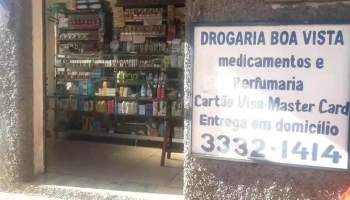 DROGARIA BOA VISTA
medicamentos e
Perfumaria
Cartão Visa-Master Card
Entrega em domicílio
3332-1414